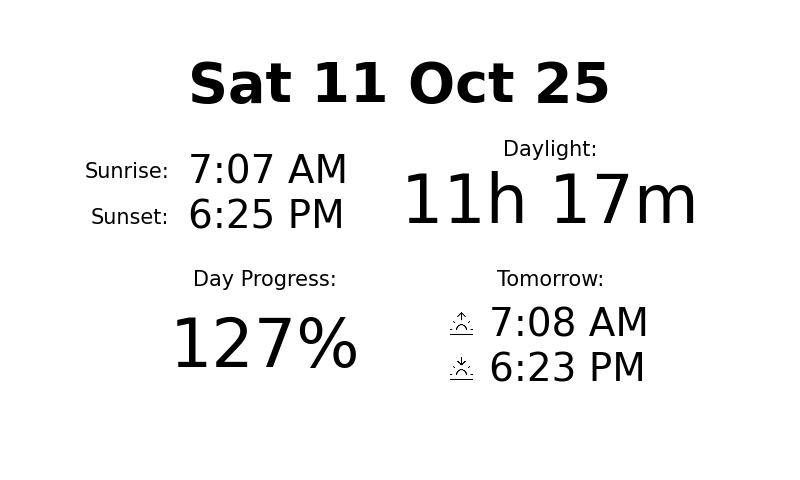 Sat 11 Oct 25
Sunrise: 7:07 AM
Sunset: 6:25 PM
Daylight:
11h 17m
Day Progress:
127%
Tomorrow:
7:08 AM
6:23 PM